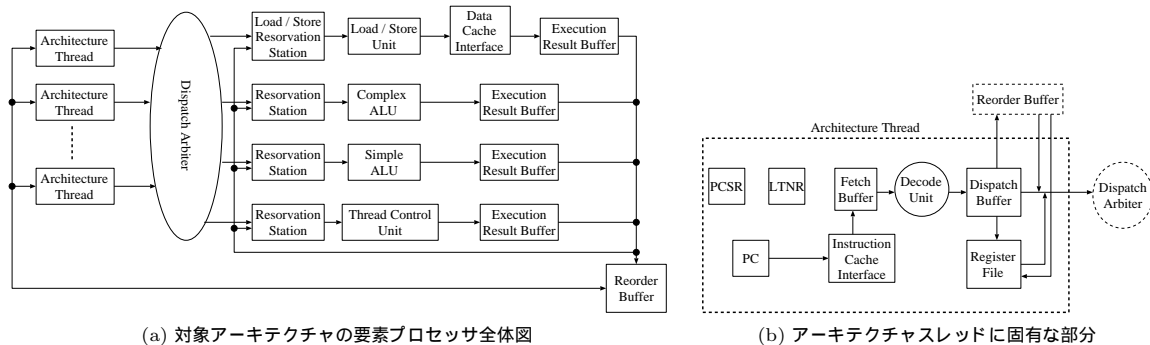 Architecture
Thread
Architecture
Thread
Architecture
Thread
Dispatch Arbiter
Load / Store
Resorvation
Station
Load / Store
Unit
Data
Cache
Interface
Execution
Result Buffer
Resorvation
Station
Complex
ALU
Execution
Result Buffer
Resorvation
Station
Simple
ALU
Execution
Result Buffer
Resorvation
Station
Thread Control
Unit
Execution
Result Buffer
Reorder
Buffer
(a) 対象アーキテクチャの要素プロセッサ全体図
Reorder Buffer
Architecture Thread
PCSR
LTNR
Fetch
Buffer
Decode
Unit
Dispatch
Buffer
Dispatch
Arbiter
PC
Instruction
Cache
Interface
Register
File
(b) アーキテクチャスレッドに固有な部分